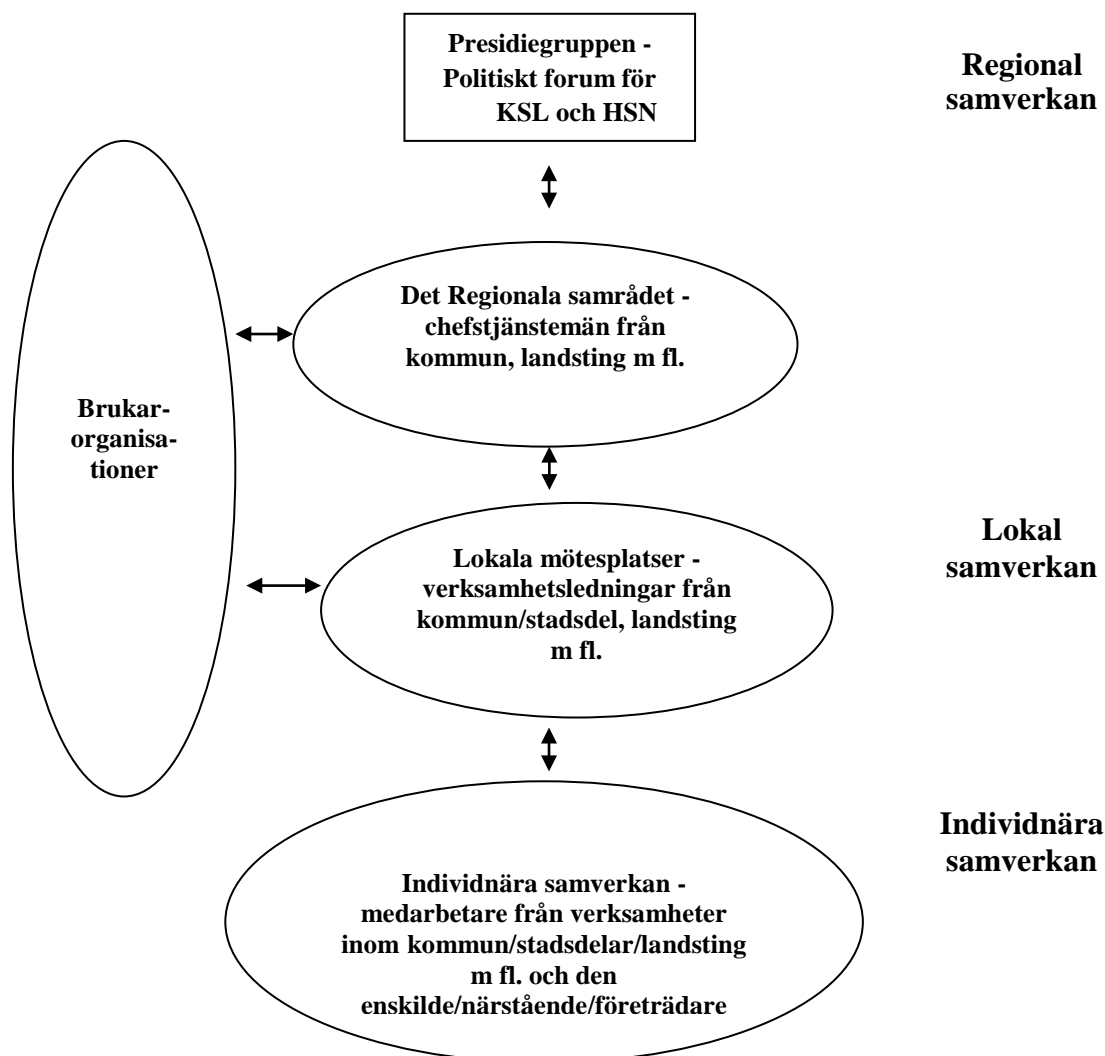 Presidiegruppen -
Politiskt forum för
KSL och HSN
Regional
samverkan
Det Regionala samrådet -
chefstjänstemän från
kommun, landsting m fl.
Brukar-
organisa-
tioner
Lokala mötesplatser -
verksamhetsledningar från
kommun/stadsdel, landsting
m fl.
Lokal
samverkan
Individnära samverkan -
medarbetare från verksamheter
inom kommun/stadsdelar/landsting
m fl. och den
enskilde/närstående/företrädare
Individnära
samverkan